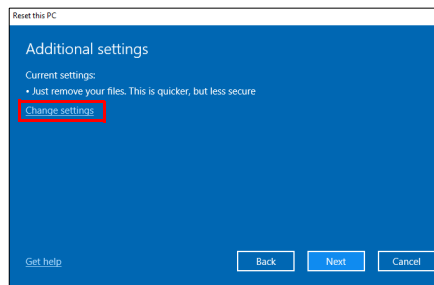 Reset this PC
Additional settings
Current settings:
• Just remove your files. This is quicker, but less secure
Change settings
Get help
Back
Next
Cancel